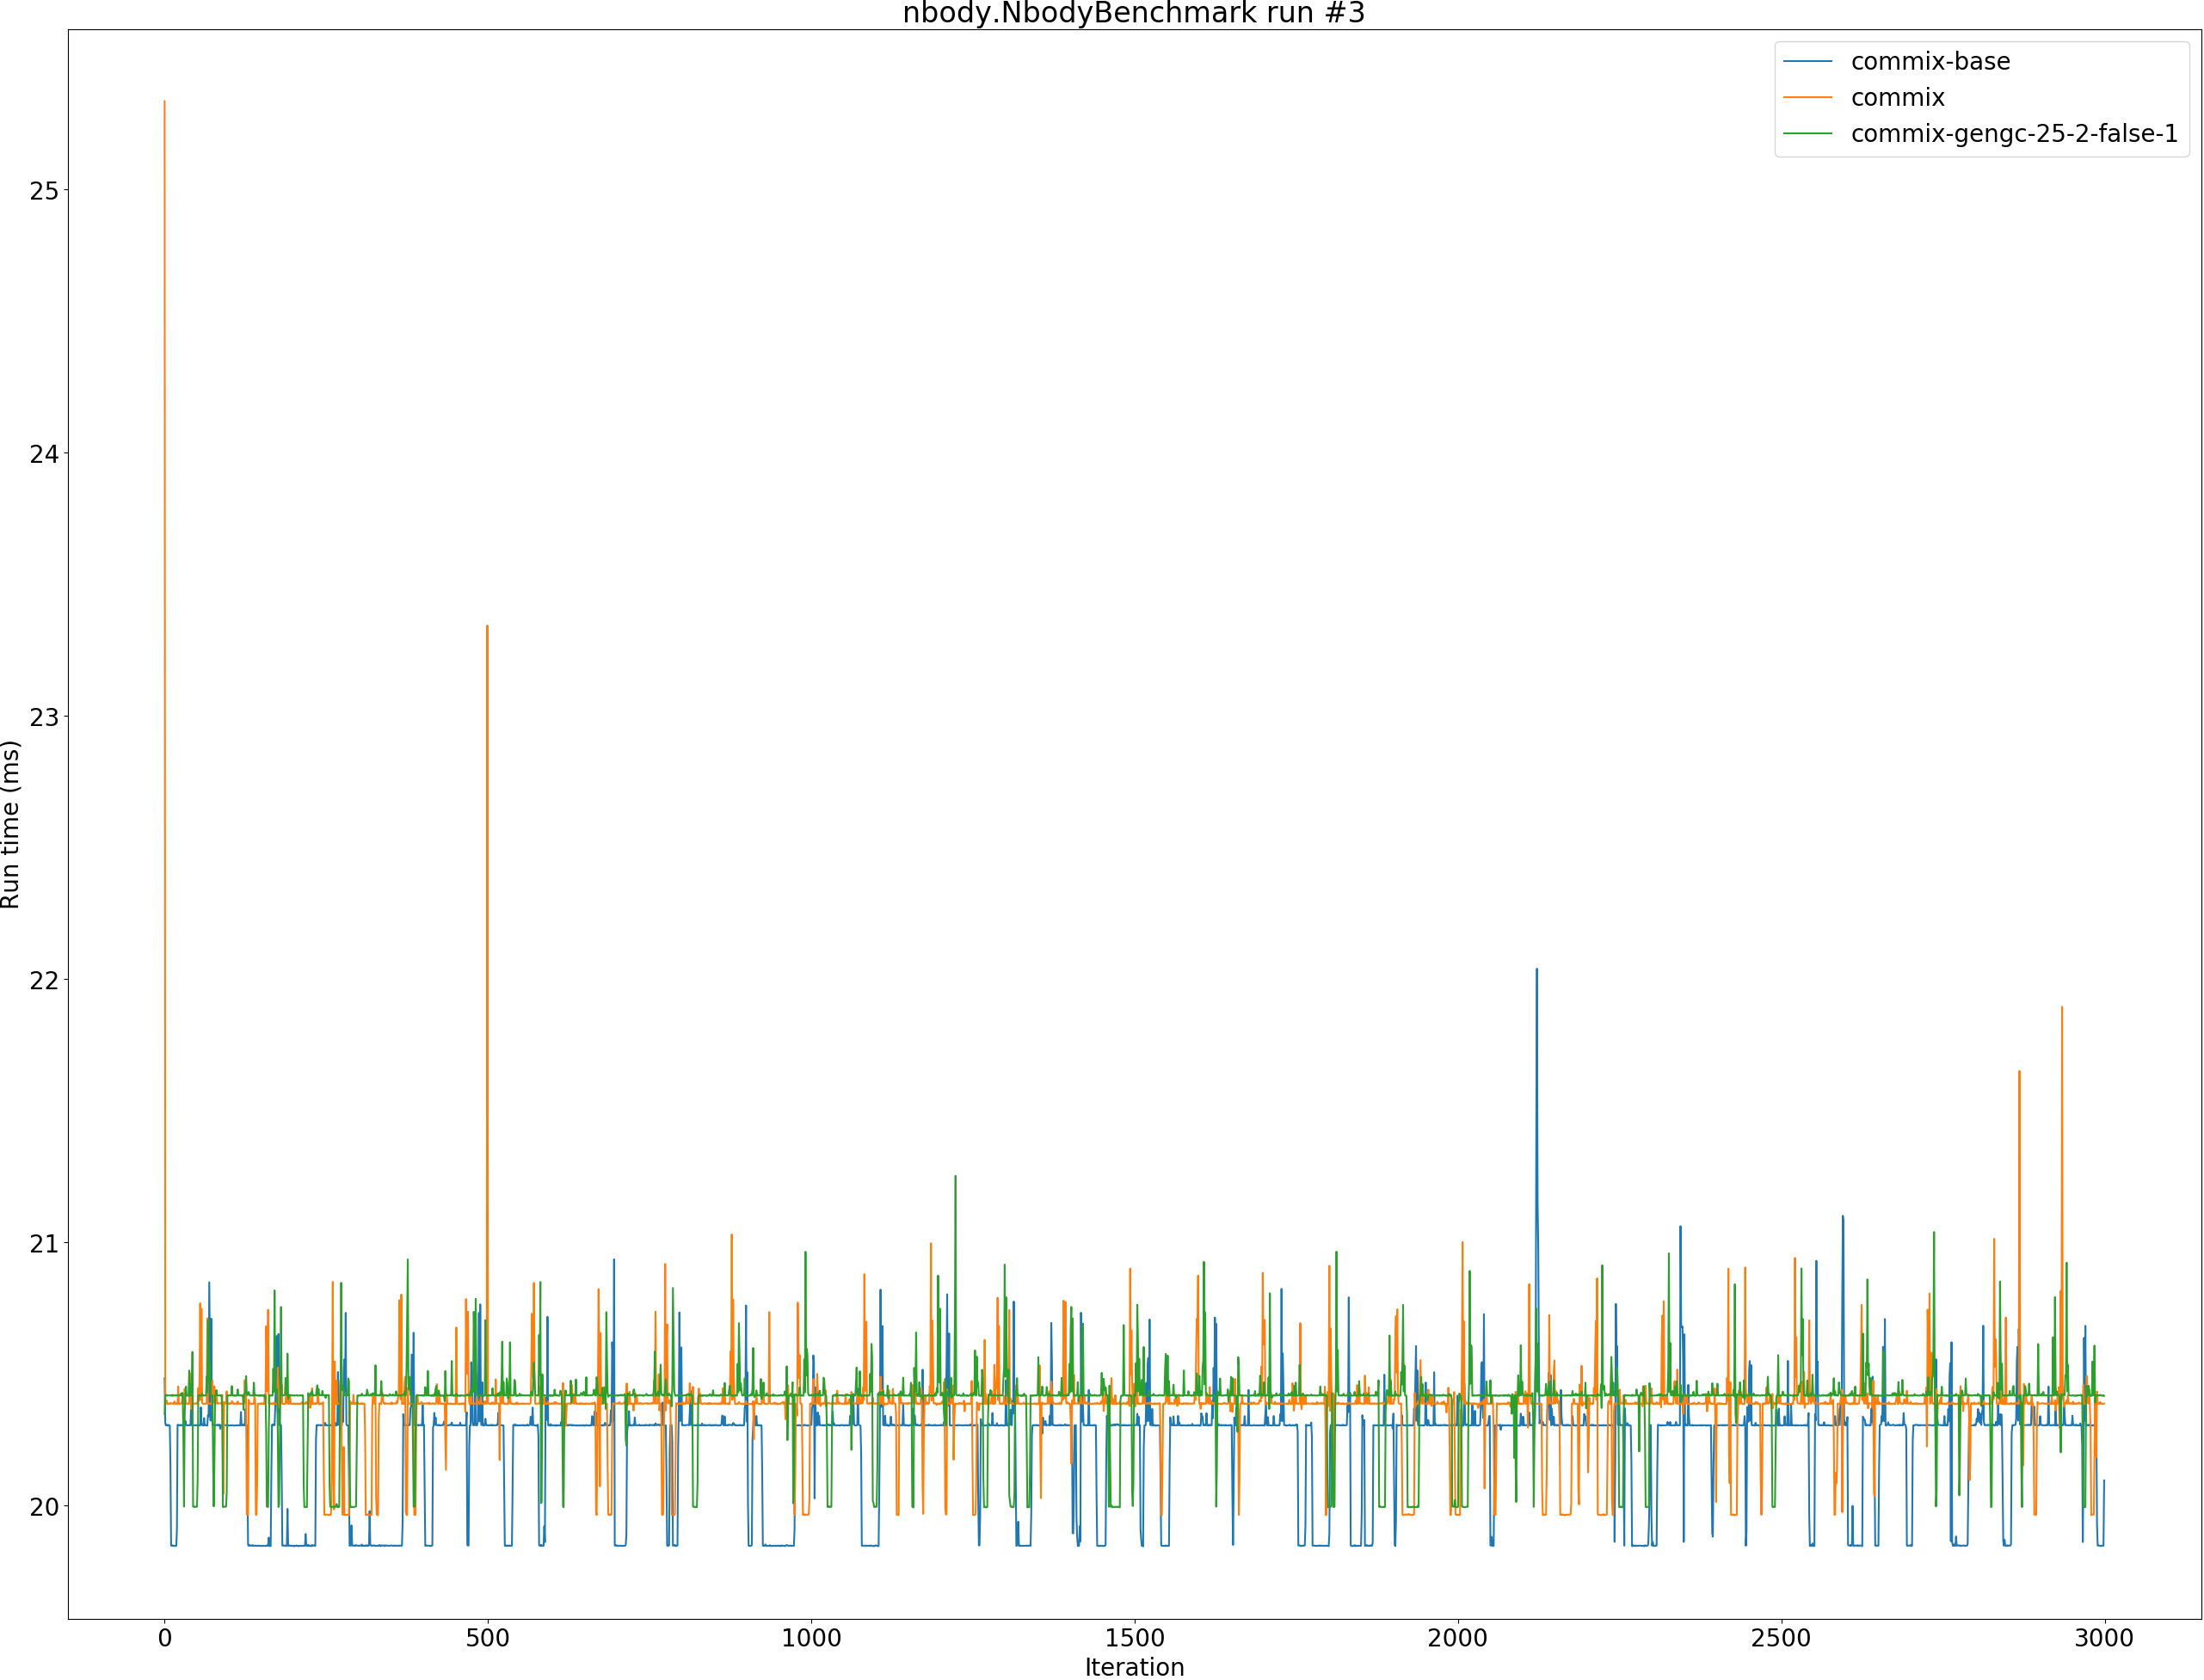 nbody.NbodyBenchmark run #3
commix-base
commix
commix-gengc-25-2-false-1
25
24
23
22
21
20
Run time (ms)
0 500 1000 1500 2000 2500 3000
Iteration